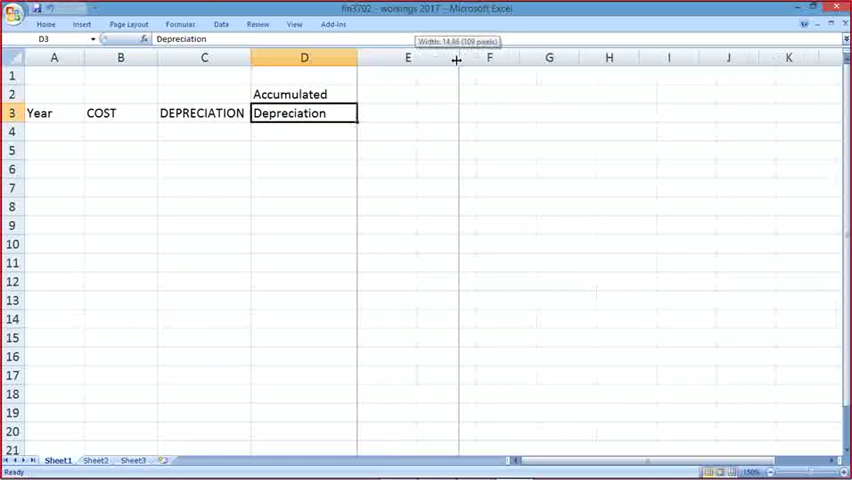 fin3702 - worongs 2017 - Microsoft Excel
Home Insert Page Layout Formulas Data Review View Add-Ins
D3 fx Depreciation
Width: 14,86 (109 pixels)
A B C D E F G H I J K
1
2 Accumulated
3 Year COST DEPRECIATION Depreciation
4
5
6
7
8
9
10
11
12
13
14
15
16
17
18
19
20
21
Sheet1 Sheet2 Sheet3
Ready 150%